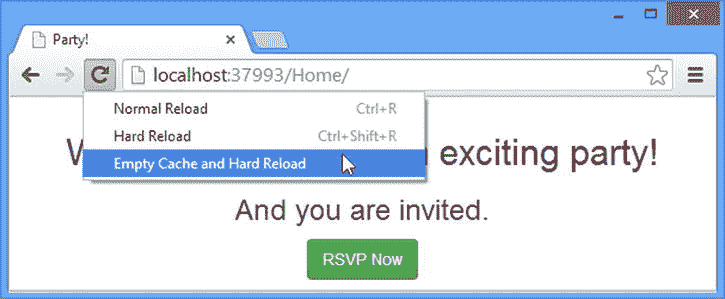 Party!
localhost:37993/Home/
Normal Reload Ctrl+R
Hard Reload Ctrl+Shift+R
Empty Cache and Hard Reload
exciting party!
And you are invited.
RSVP Now